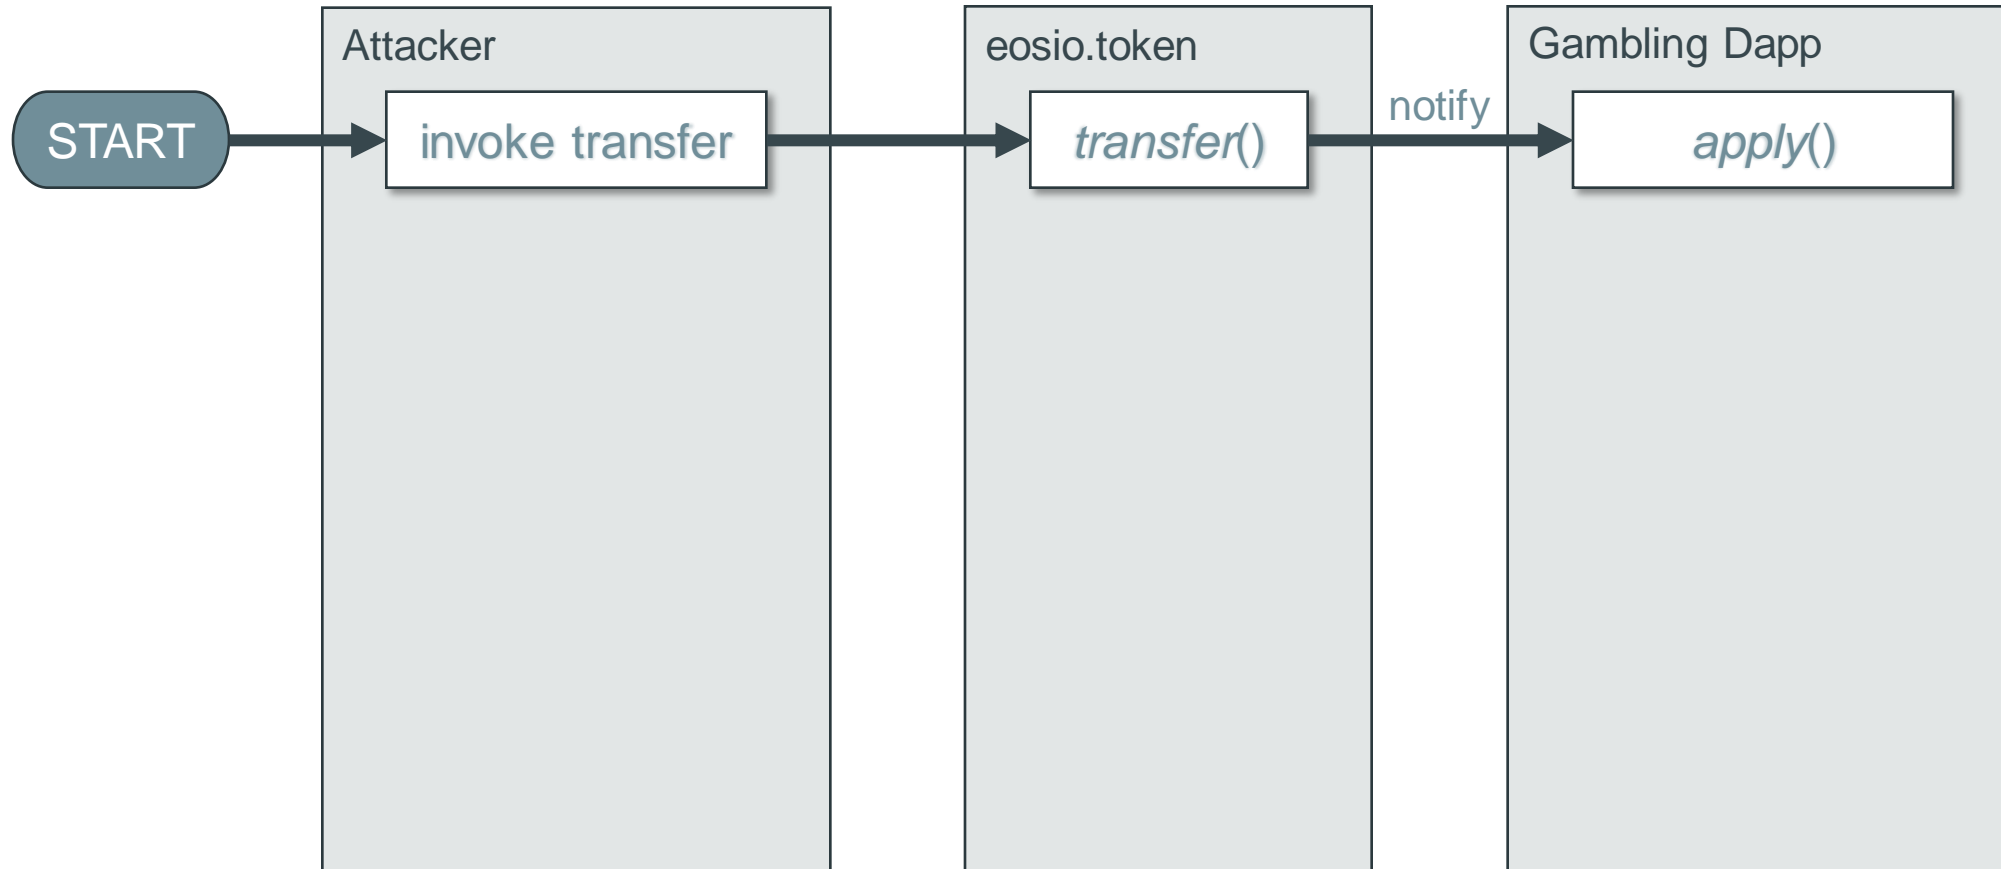 Attacker
eosio.token
Gambling Dapp
START
invoke transfer
transfer()
notify
apply()